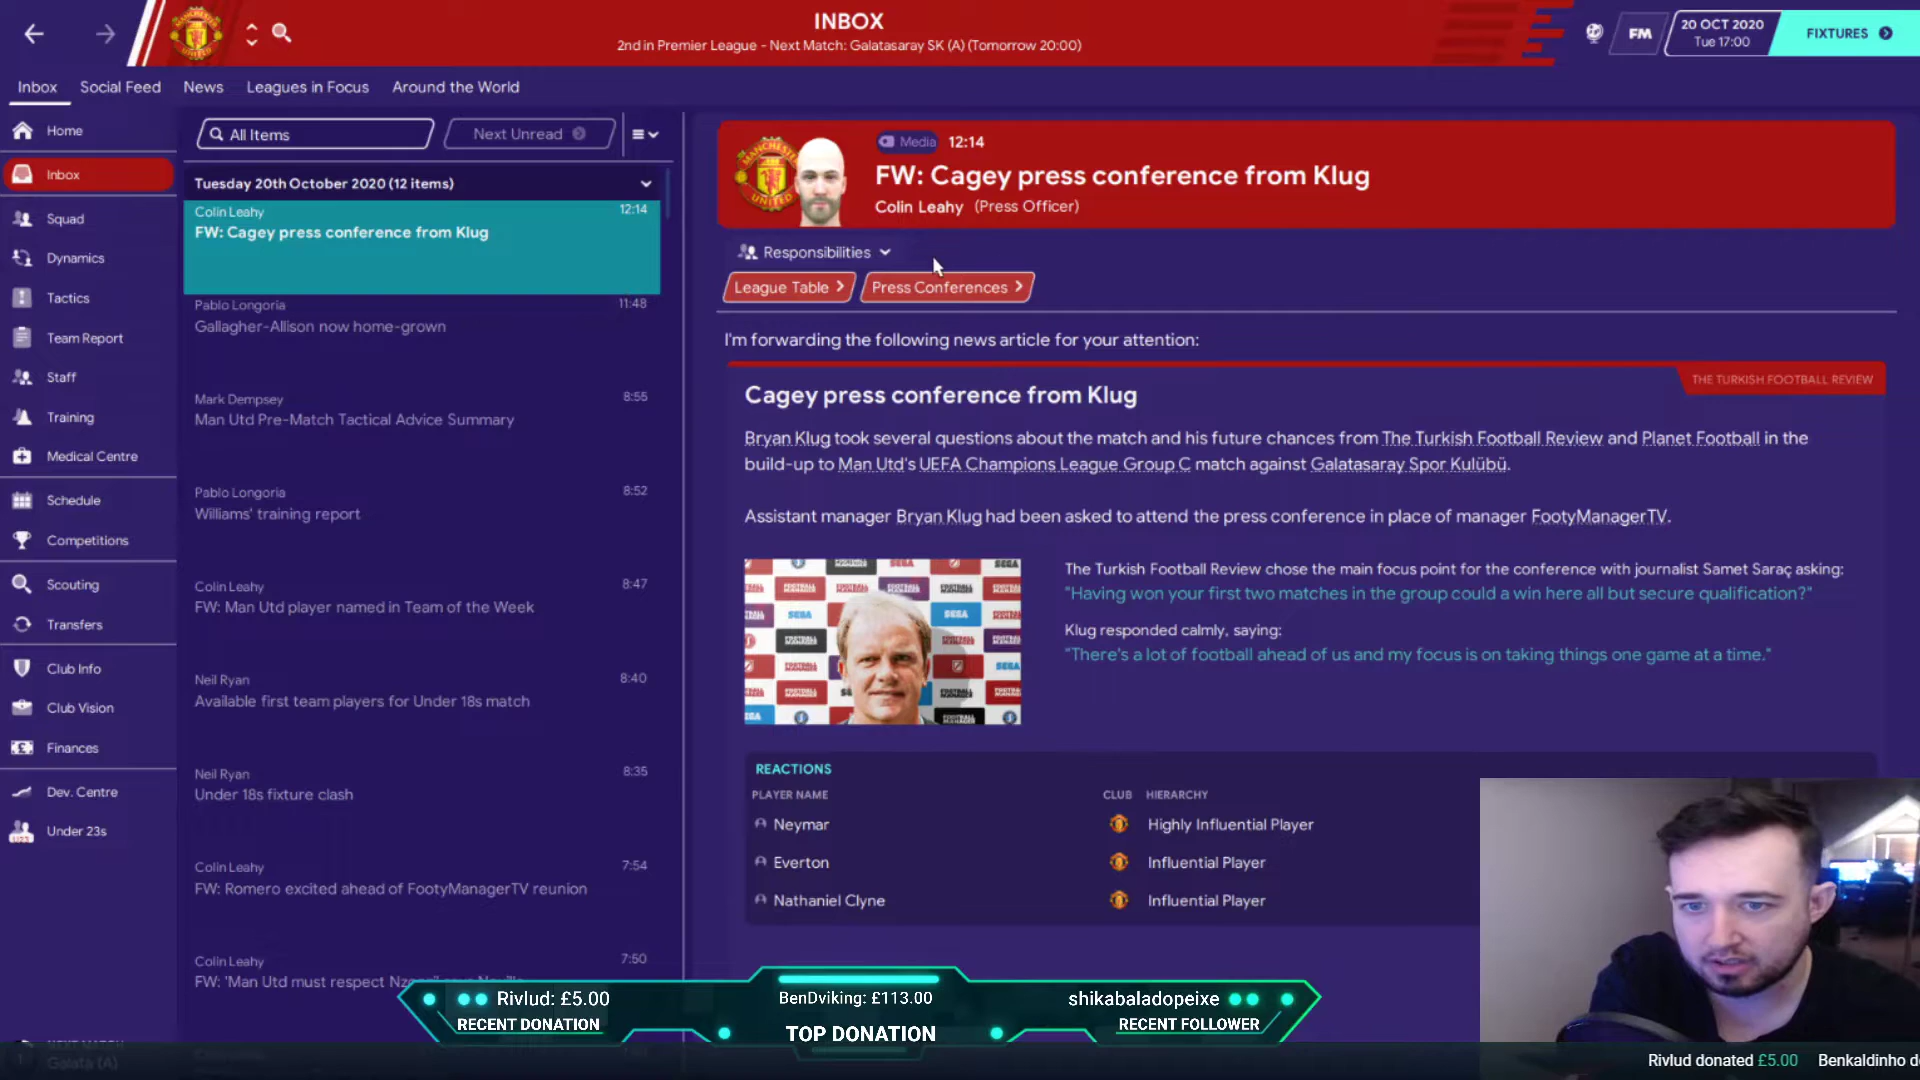 INBOX
2nd in Premier League - Next Match: Galatasaray SK (A) (Tomorrow 20:00)
FM
20 OCT 2020
Tue 17:00
FIXTURES
Inbox
Social Feed
News
Leagues in Focus
Around the World
Home
Inbox
Squad
Dynamics
Tactics
Team Report
Staff
Training
Medical Centre
Schedule
Competitions
Scouting
Transfers
Club Info
Club Vision
Finances
Dev. Centre
Under 23s
All Items
Next Unread
Tuesday 20th October 2020 (12 items)
Colin Leahy 12:14
FW: Cagey press conference from Klug
Pablo Longoria 11:48
Gallagher-Allison now home-grown
Mark Dempsey 8:55
Man Utd Pre-Match Tactical Advice Summary
Pablo Longoria 8:52
Williams' training report
Colin Leahy 8:47
FW: Man Utd player named in Team of the Week
Neil Ryan 8:40
Available first team players for Under 18s match
Neil Ryan 8:35
Under 18s fixture clash
Colin Leahy 7:54
FW: Romero excited ahead of FootyManagerTV reunion
Colin Leahy 7:50
FW: 'Man Utd must respect
MANCHESTER UNITED
Media 12:14
FW: Cagey press conference from Klug
Colin Leahy (Press Officer)
Responsibilities
League Table
Press Conferences
I'm forwarding the following news article for your attention:
THE TURKISH FOOTBALL REVIEW
Cagey press conference from Klug
Bryan Klug took several questions about the match and his future chances from The Turkish Football Review and Planet Football in the
build-up to Man Utd's UEFA Champions League Group C match against Galatasaray Spor Kulübü.
Assistant manager Bryan Klug had been asked to attend the press conference in place of manager FootyManagerTV.
SEGA
FOOTBALL MANAGER
The Turkish Football Review chose the main focus point for the conference with journalist Samet Saraç asking:
"Having won your first two matches in the group could a win here all but secure qualification?"
Klug responded calmly, saying:
"There's a lot of football ahead of us and my focus is on taking things one game at a time."
REACTIONS
PLAYER NAME CLUB HIERARCHY
Neymar Highly Influential Player
Everton Influential Player
Nathaniel Clyne Influential Player
Rivlud: £5.00
RECENT DONATION
BenDviking: £113.00
TOP DONATION
shikabaladopeixe
RECENT FOLLOWER
Galata (A)
Rivlud donated £5.00 Benkaldinho d